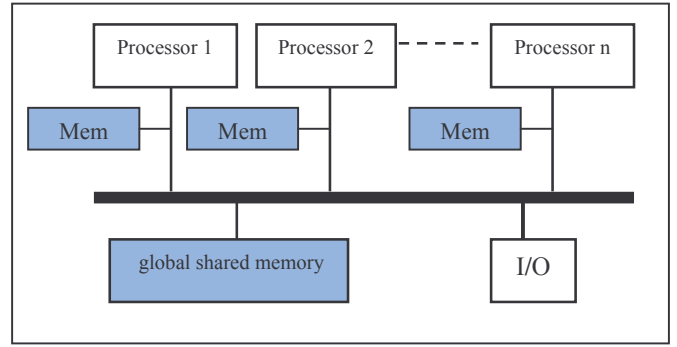 Processor 1
Processor 2
Processor n
Mem
Mem
Mem
global shared memory
I/O